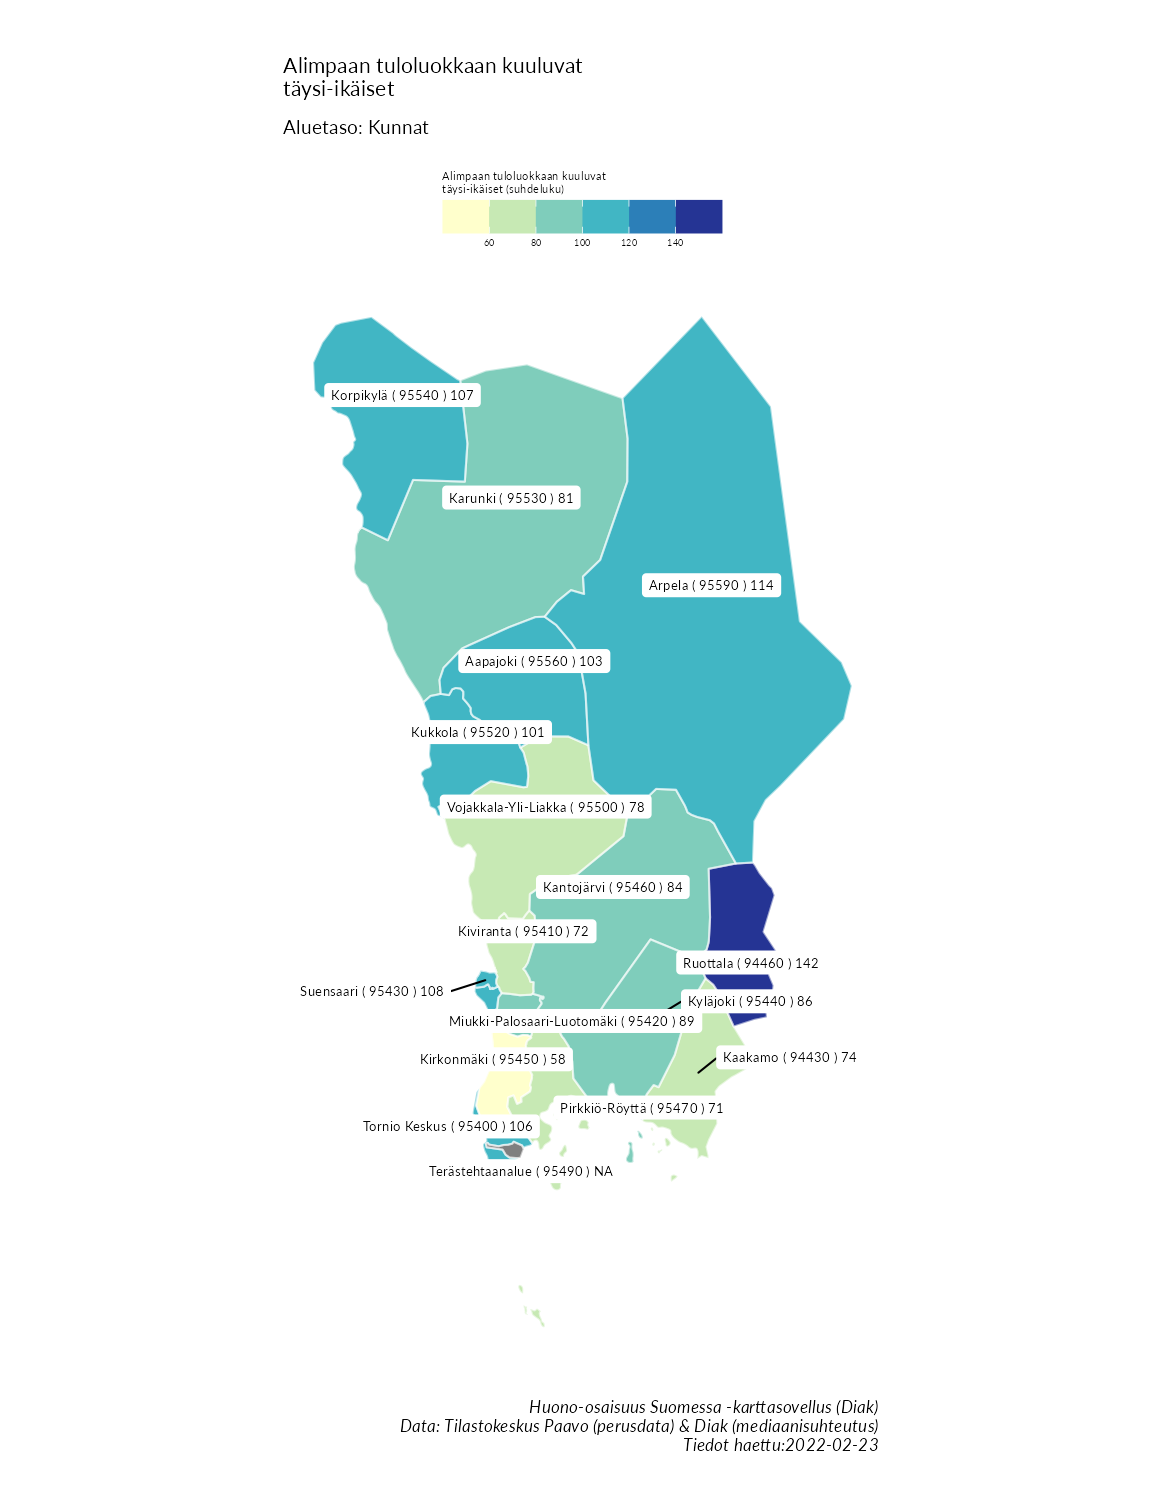 Alimpaan tuloluokkaan kuuluvat
täysi-ikäiset
Aluetaso: Kunnat
Alimpaan tuloluokkaan kuuluvat
täysi-ikäiset (suhdeluku)
60 80 100 120 140
Korpikylä ( 95540 ) 107
Karunki ( 95530 ) 81
Arpela ( 95590 ) 114
Aapajoki ( 95560 ) 103
Kukkola ( 95520 ) 101
Vojakkala-Yli-Liakka ( 95500 ) 78
Kantojärvi ( 95460 ) 84
Kiviranta ( 95410 ) 72
Ruottala ( 94460 ) 142
Suensaari ( 95430 ) 108
Kyläjoki ( 95440 ) 86
Miukki-Palosaari-Luotomäki ( 95420 ) 89
Kirkonmäki ( 95450 ) 58
Kaakamo ( 94430 ) 74
Pirkkiö-Röyttä ( 95470 ) 71
Tornio Keskus ( 95400 ) 106
Terästehtaanalue ( 95490 ) NA
Huono-osaisuus Suomessa -karttasovellus (Diak)
Data: Tilastokeskus Paavo (perusdata) & Diak (mediaanisuhteutus)
Tiedot haettu:2022-02-23